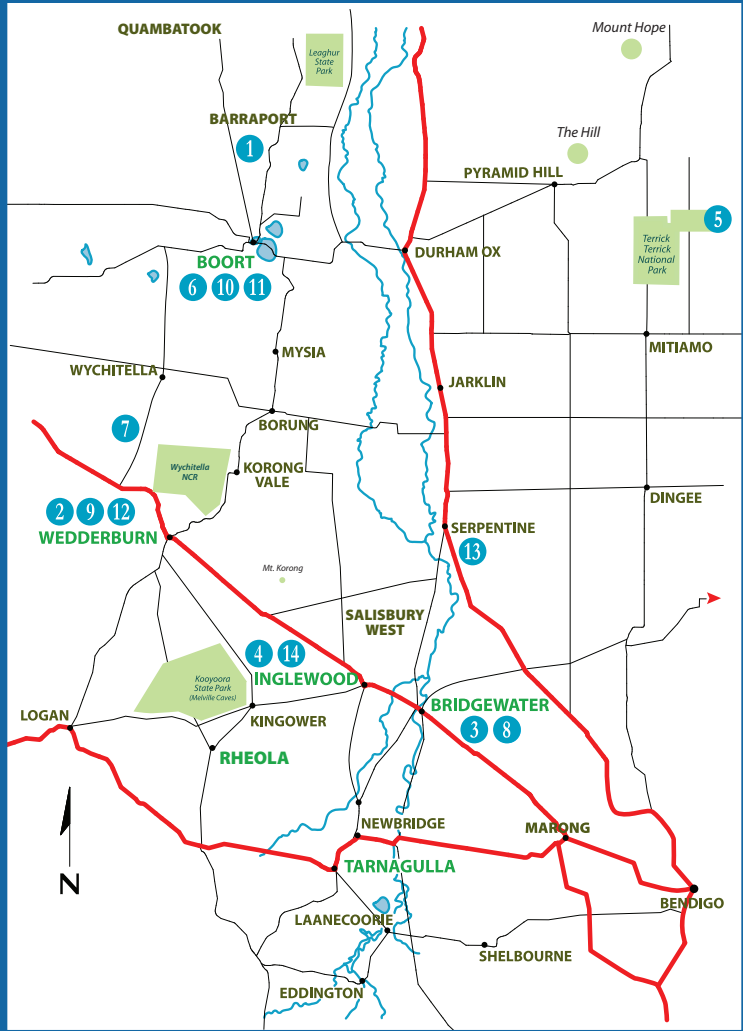 QUAMBATOOK
Mount Hope
Leaghur
State
Park
BARRAPORT
1
The Hill
PYRAMID HILL
5
Terrick
Terrick
National
Park
DURHAM OX
BOORT
6 10 11
MITIAMO
MYSIA
WYCHITELLA
JARKLIN
BORUNG
7
Wychitella
NCR
KORONG
VALE
DINGEE
2 9 12
WEDDERBURN
SERPENTINE
13
Mt. Korong
SALISBURY
WEST
4 14
INGLEWOOD
Kooyoora
State Park
(Melville Caves)
BRIDGEWATER
3 8
KINGOWER
LOGAN
RHEOLA
N
NEWBRIDGE
MARONG
TARNAGULLA
BENDIGO
LAANECOORIE
SHELBOURNE
EDDINGTON